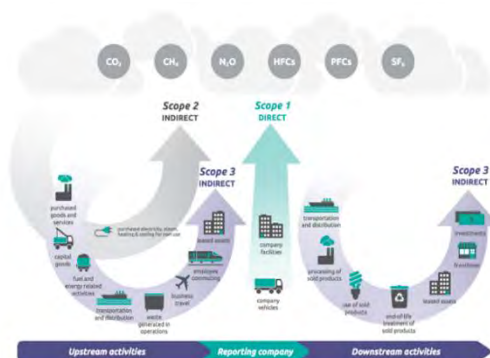 CO₂ CH₄ N₂O HFCs PFCs SF₆
Scope 2
INDIRECT
Scope 1
DIRECT
Scope 3
INDIRECT
Scope 3
INDIRECT
purchased
goods and
services
capital
goods
fuel and
energy related
activities
transportation
and distribution
waste
generated in
operations
business
travel
employee
commuting
leased assets
purchased electricity, steam,
heating & cooling for own use
company
facilities
company
vehicles
transportation
and distribution
processing of
sold products
use of sold
products
end-of-life
treatment of
sold products
leased assets
franchises
investments
Upstream activities
Reporting company
Downstream activities